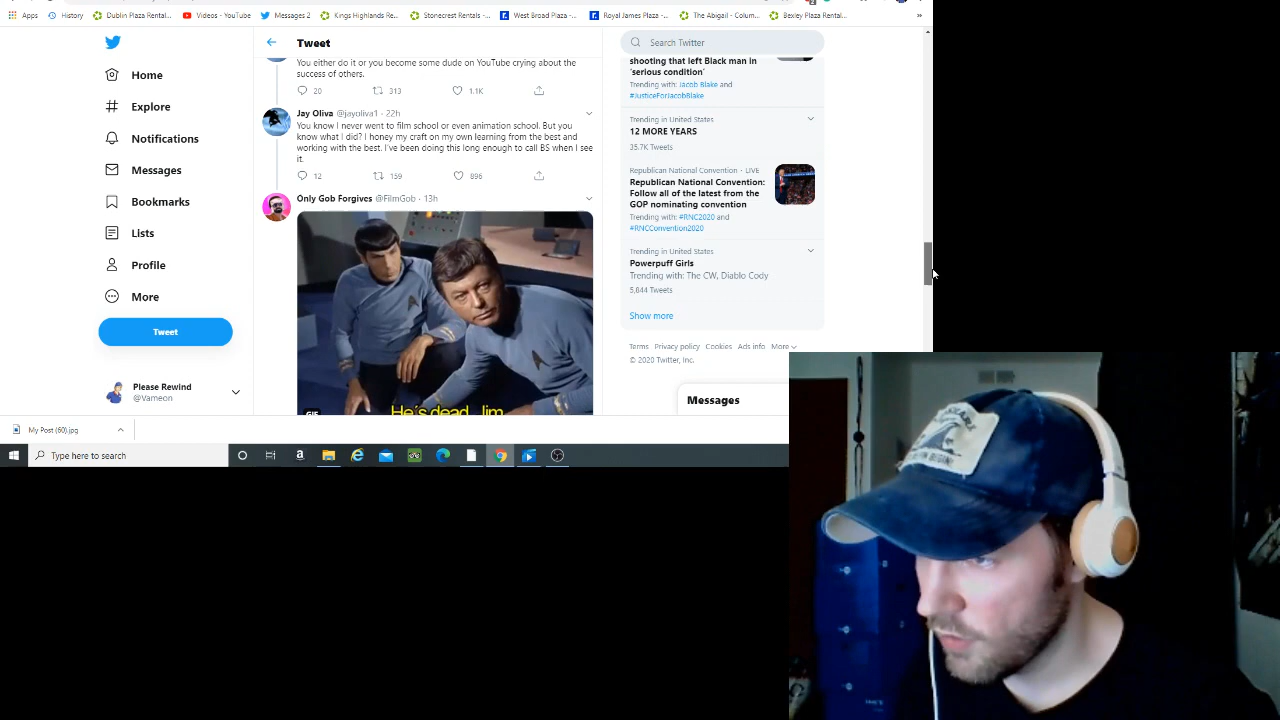 Apps
History
Dublin Plaza Rental...
Videos - YouTube
Messages 2
Kings Highlands Re...
Stonecrest Rentals -...
West Broad Plaza -...
Royal James Plaza -...
The Abigail - Colum...
Bexley Plaza Rental...
»
Tweet
Search Twitter
Home
Explore
Notifications
Messages
Bookmarks
Lists
Profile
More
Tweet
Please Rewind
@Vameon
You either do it or you become some dude on YouTube crying about the
success of others.
20 313 1.1K
Jay Oliva @jayoliva1 · 22h
You know I never went to film school or even animation school. But you
know what I did? I honey my craft on my own learning from the best and
working with the best. I've been doing this long enough to call BS when I see
it.
12 159 896
Only Gob Forgives @FilmGob · 13h
GIF
He's dead, Jim
shooting that left Black man in
'serious condition'
Trending with: Jacob Blake and
#JusticeForJacobBlake
Trending in United States
12 MORE YEARS
35.7K Tweets
Republican National Convention · LIVE
Republican National Convention:
Follow all of the latest from the
GOP nominating convention
Trending with: #RNC2020 and
#RNCConvention2020
Trending in United States
Powerpuff Girls
Trending with: The CW, Diablo Cody
5,844 Tweets
Show more
Terms Privacy policy Cookies Ads info More
© 2020 Twitter, Inc.
Messages
My Post (60).jpg
Type here to search